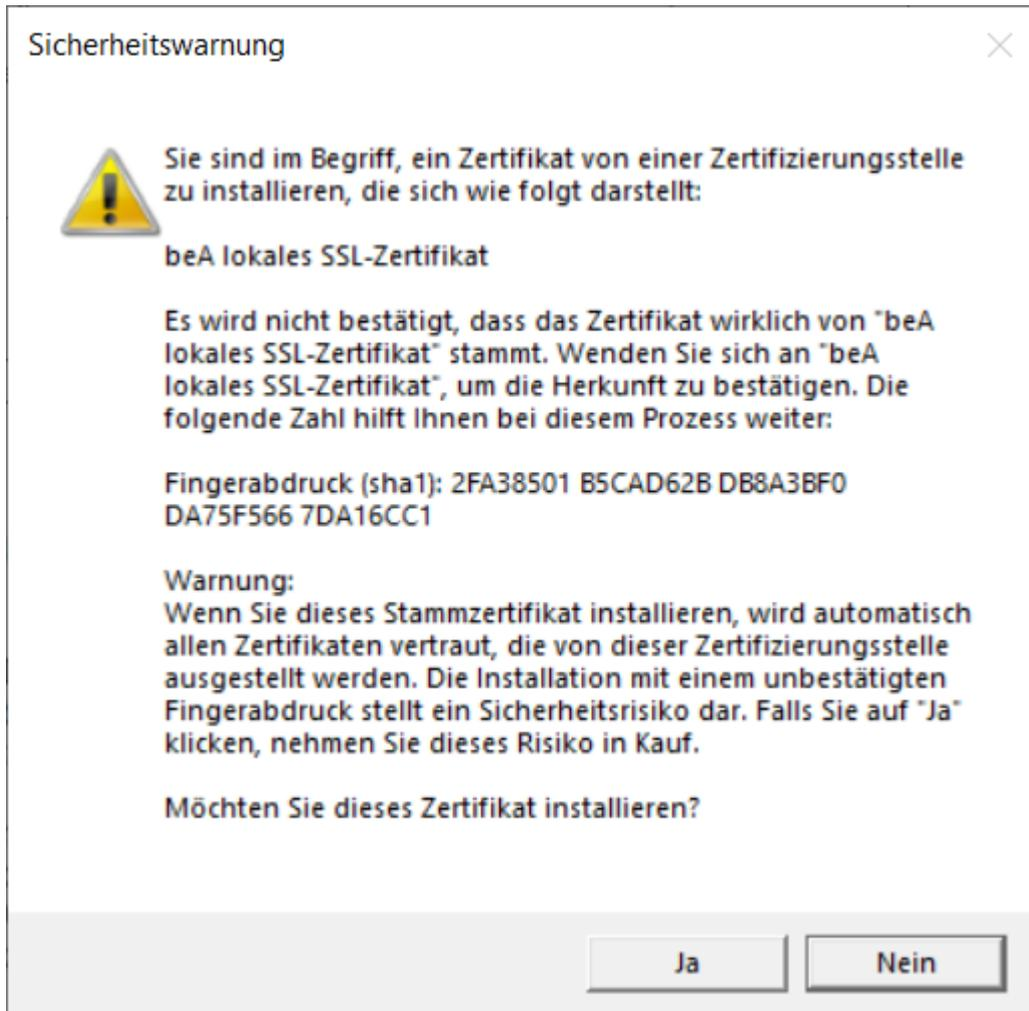 Sicherheitswarnung
Sie sind im Begriff, ein Zertifikat von einer Zertifizierungsstelle
zu installieren, die sich wie folgt darstellt:
beA lokales SSL-Zertifikat
Es wird nicht bestätigt, dass das Zertifikat wirklich von "beA
lokales SSL-Zertifikat" stammt. Wenden Sie sich an "beA
lokales SSL-Zertifikat", um die Herkunft zu bestätigen. Die
folgende Zahl hilft Ihnen bei diesem Prozess weiter:
Fingerabdruck (sha1): 2FA38501 B5CAD62B DB8A3BF0
DA75F566 7DA16CC1
Warnung:
Wenn Sie dieses Stammzertifikat installieren, wird automatisch
allen Zertifikaten vertraut, die von dieser Zertifizierungsstelle
ausgestellt werden. Die Installation mit einem unbestätigten
Fingerabdruck stellt ein Sicherheitsrisiko dar. Falls Sie auf "Ja"
klicken, nehmen Sie dieses Risiko in Kauf.
Möchten Sie dieses Zertifikat installieren?
Ja
Nein